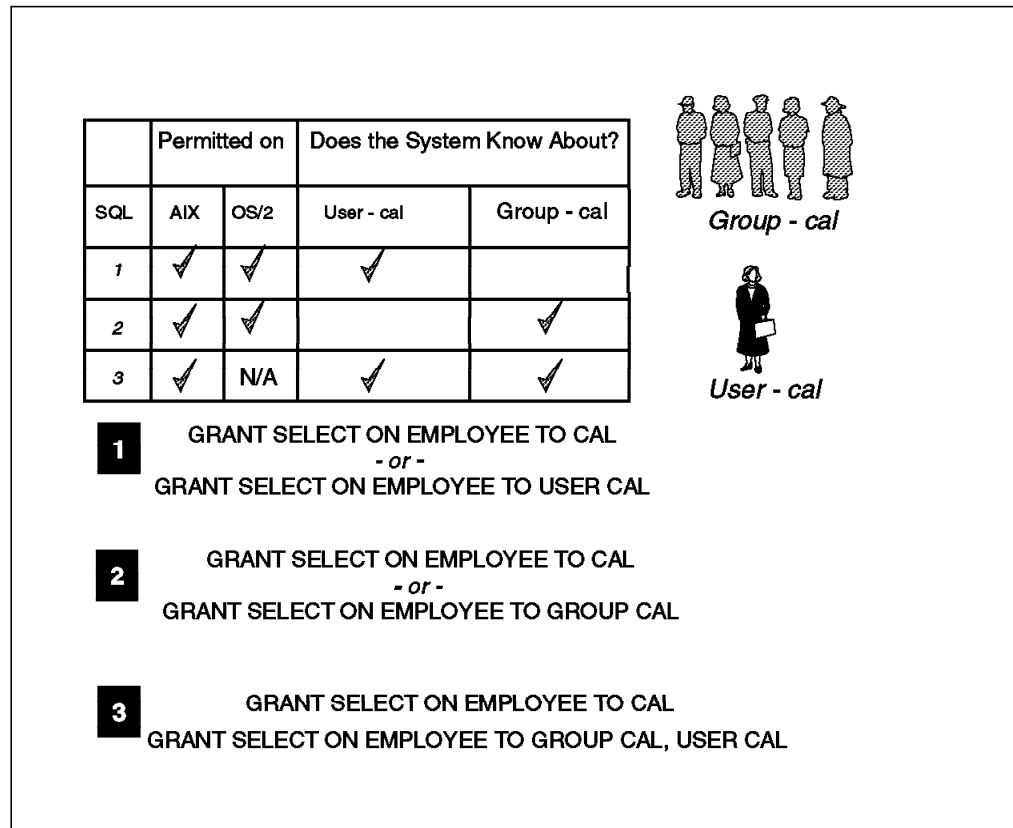 Permitted on Does the System Know About?
SQL AIX OS/2 User - cal Group - cal
1
2
3 N/A
Group - cal
User - cal
1 GRANT SELECT ON EMPLOYEE TO CAL
- or -
GRANT SELECT ON EMPLOYEE TO USER CAL
2 GRANT SELECT ON EMPLOYEE TO CAL
- or -
GRANT SELECT ON EMPLOYEE TO GROUP CAL
3 GRANT SELECT ON EMPLOYEE TO CAL
GRANT SELECT ON EMPLOYEE TO GROUP CAL, USER CAL